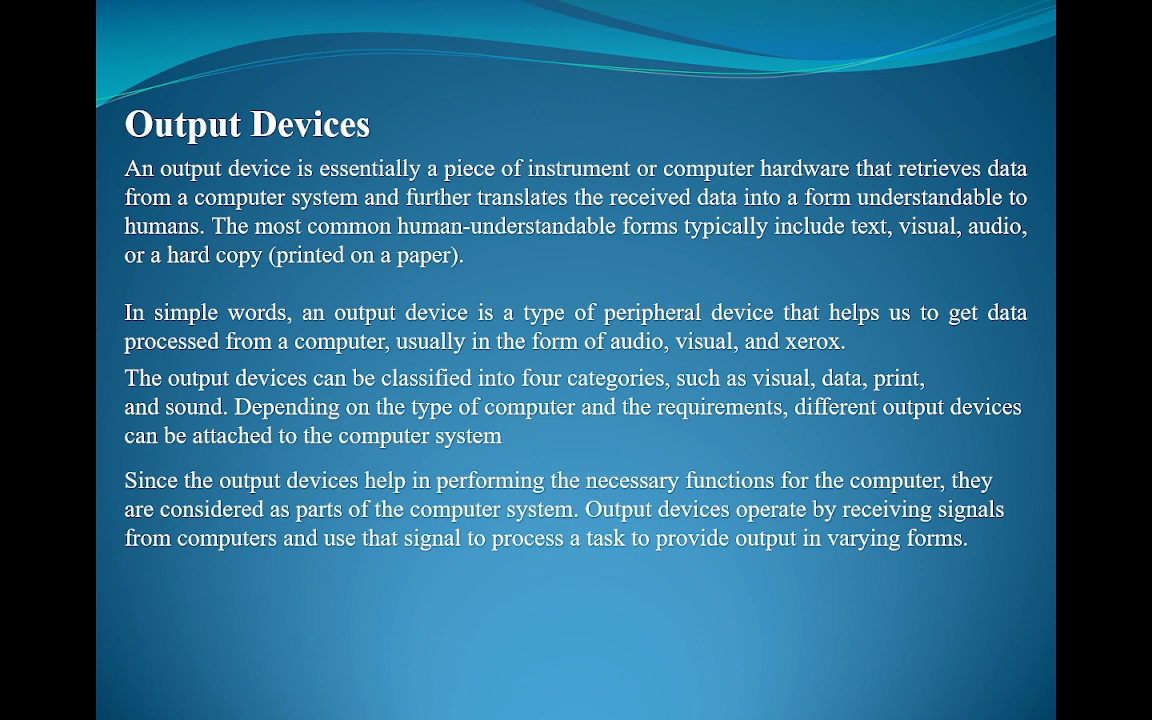 Output Devices
An output device is essentially a piece of instrument or computer hardware that retrieves data
from a computer system and further translates the received data into a form understandable to
humans. The most common human-understandable forms typically include text, visual, audio,
or a hard copy (printed on a paper).
In simple words, an output device is a type of peripheral device that helps us to get data
processed from a computer, usually in the form of audio, visual, and xerox.
The output devices can be classified into four categories, such as visual, data, print,
and sound. Depending on the type of computer and the requirements, different output devices
can be attached to the computer system
Since the output devices help in performing the necessary functions for the computer, they
are considered as parts of the computer system. Output devices operate by receiving signals
from computers and use that signal to process a task to provide output in varying forms.